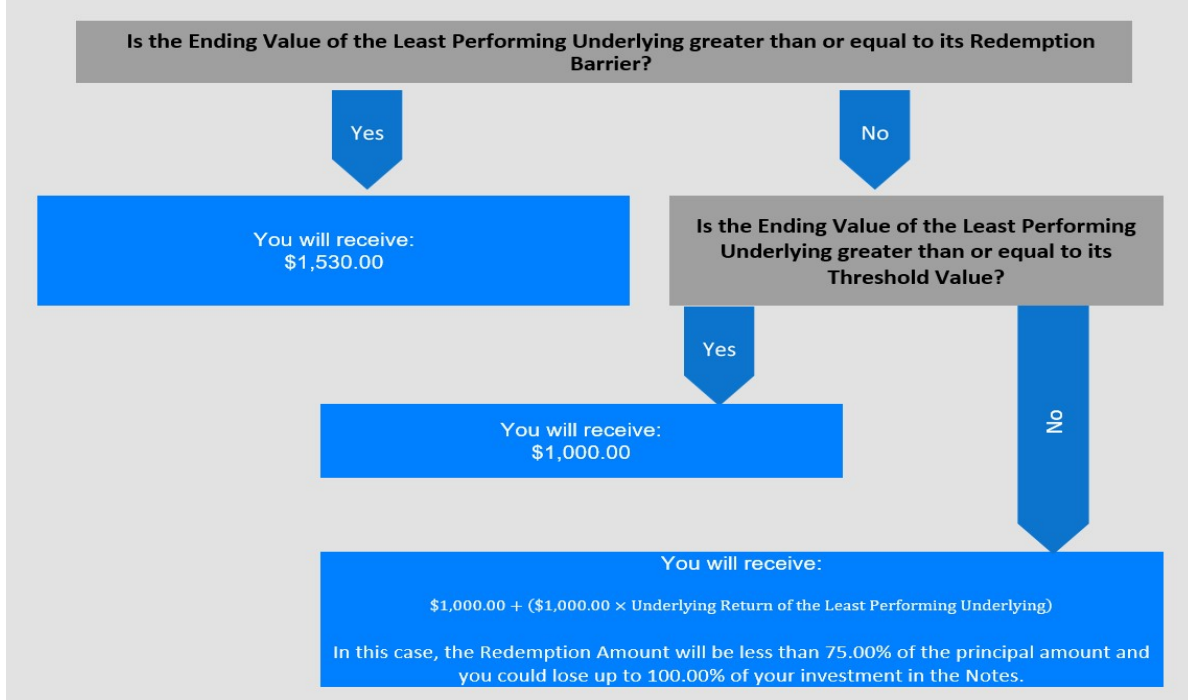 Is the Ending Value of the Least Performing Underlying greater than or equal to its Redemption
Barrier?
Yes
No
You will receive:
$1,530.00
Is the Ending Value of the Least Performing
Underlying greater than or equal to its
Threshold Value?
Yes
No
You will receive:
$1,000.00
You will receive:
$1,000.00 + ($1,000.00 × Underlying Return of the Least Performing Underlying)
In this case, the Redemption Amount will be less than 75.00% of the principal amount and
you could lose up to 100.00% of your investment in the Notes.